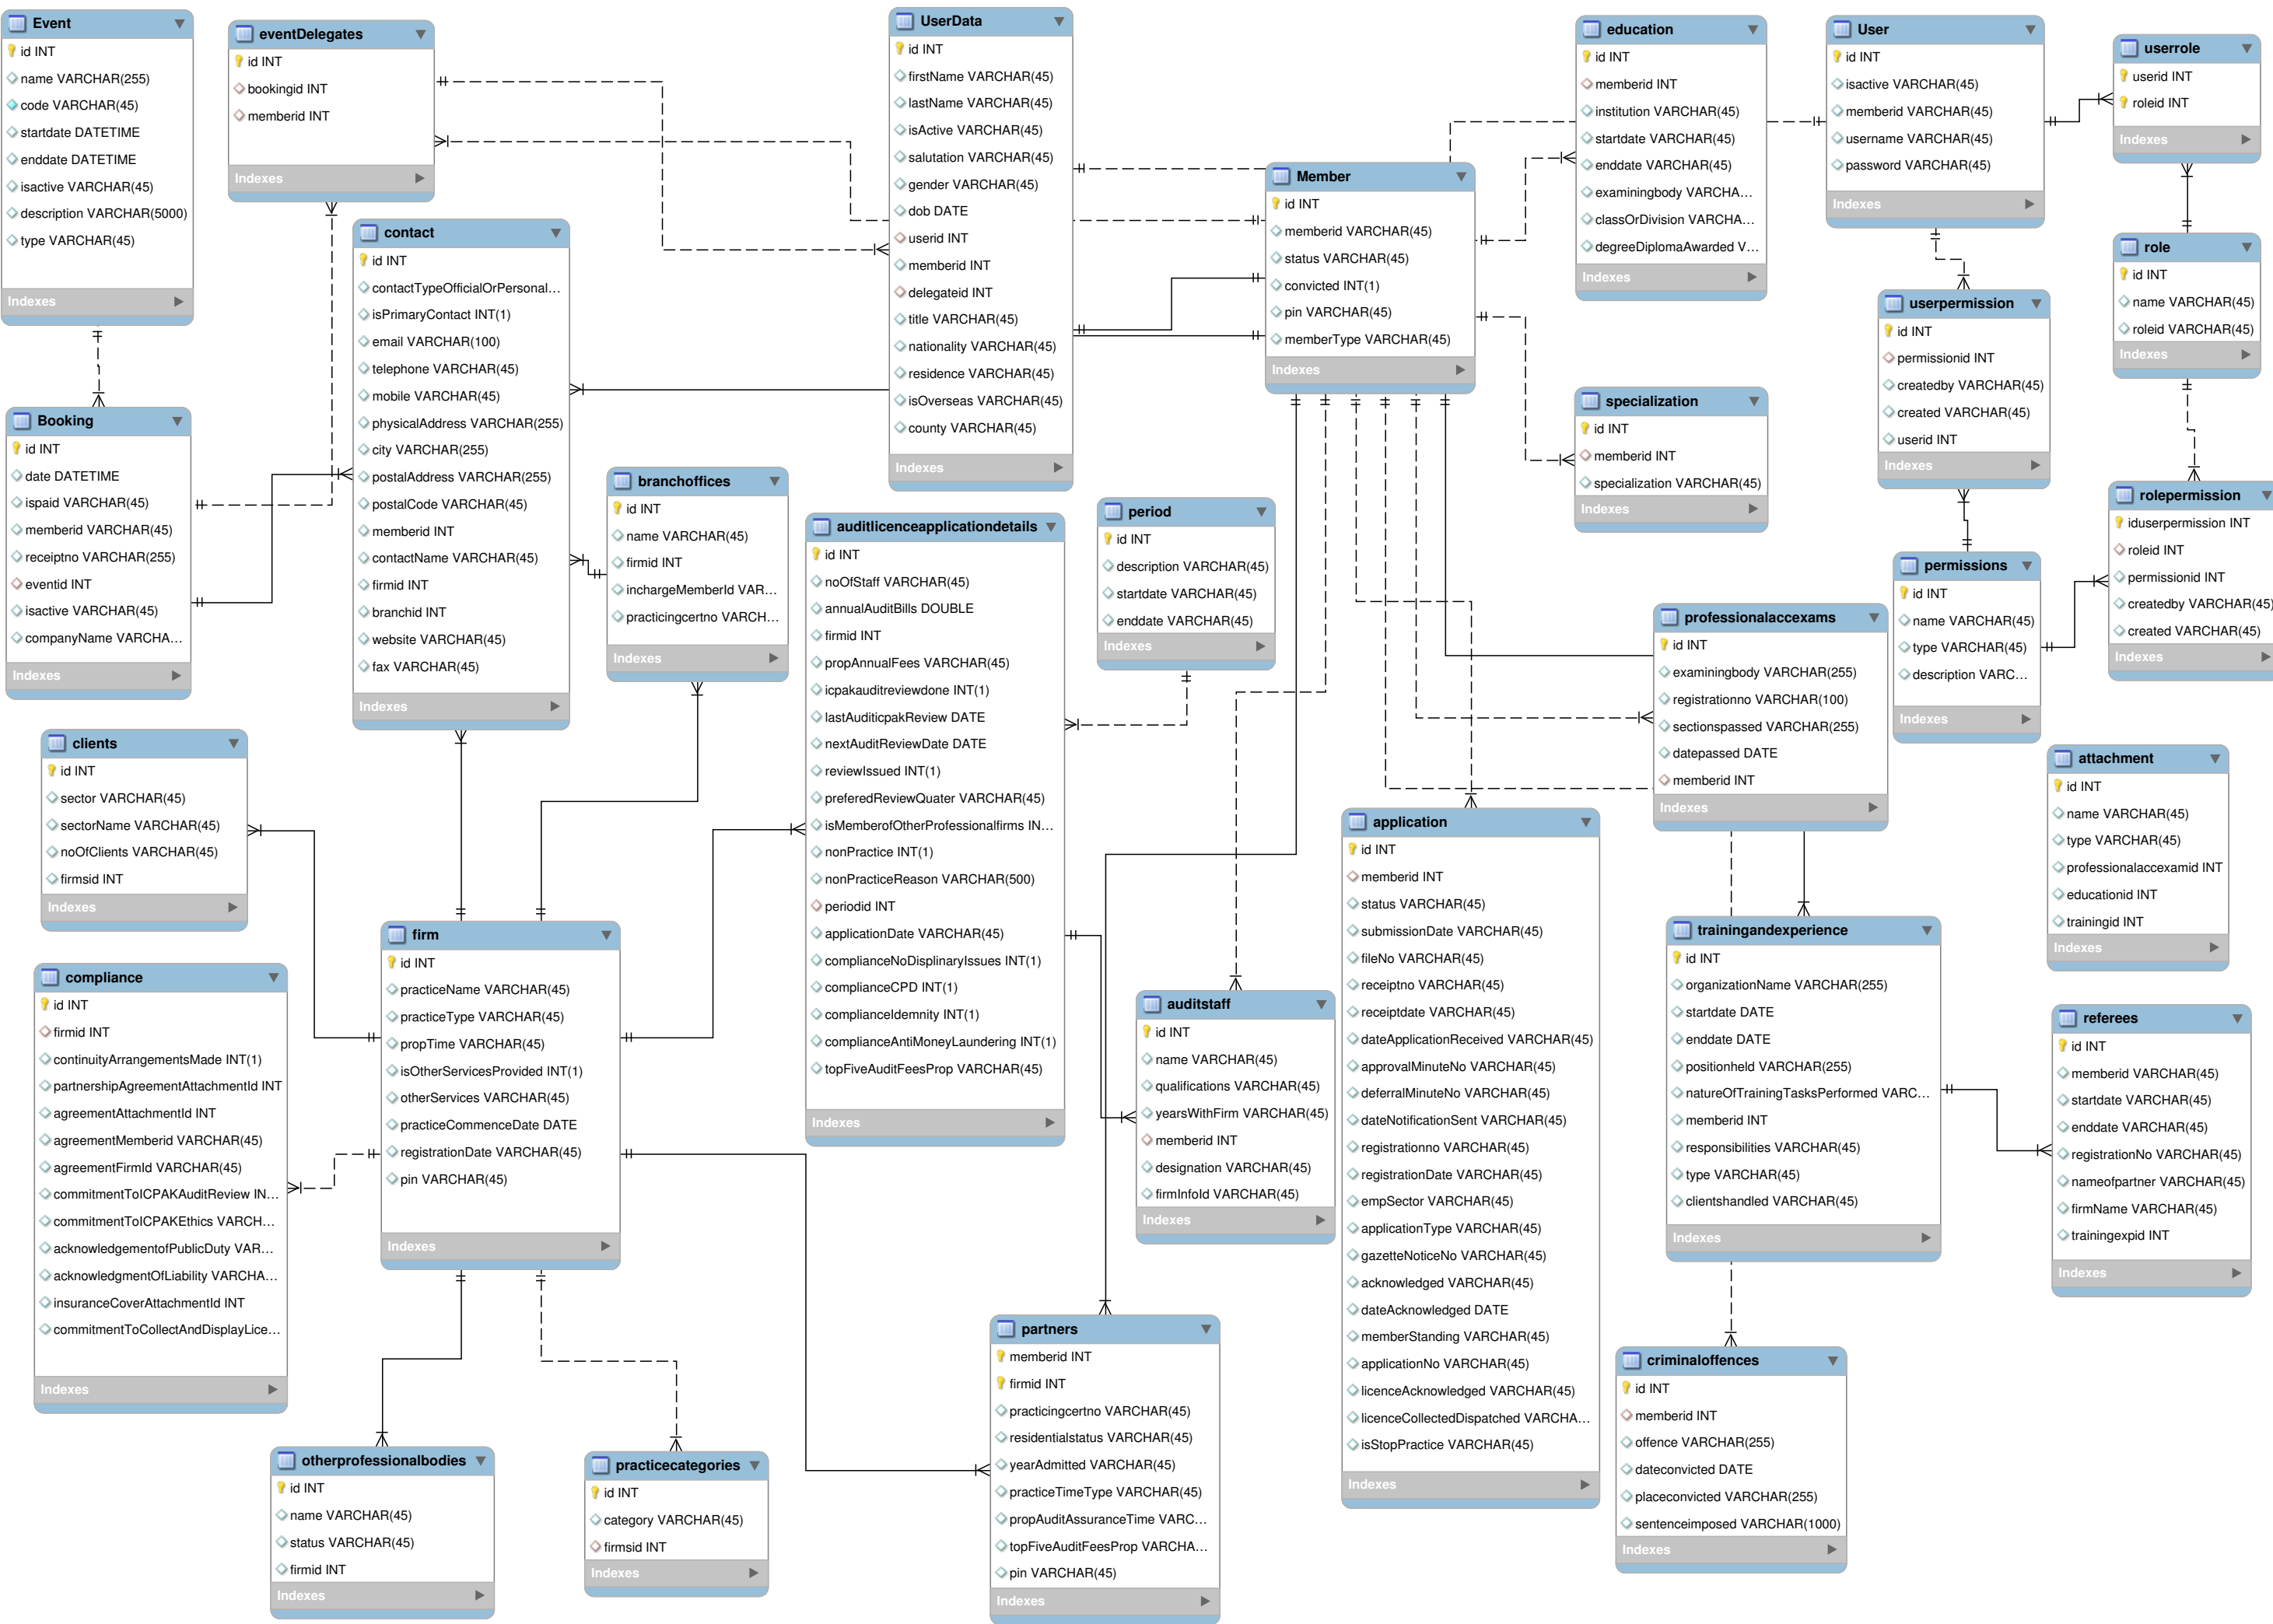 Event
id INT
name VARCHAR(255)
code VARCHAR(45)
startdate DATETIME
enddate DATETIME
isactive VARCHAR(45)
description VARCHAR(5000)
type VARCHAR(45)
Indexes
eventDelegates
id INT
bookingid INT
memberid INT
Indexes
UserData
id INT
firstName VARCHAR(45)
lastName VARCHAR(45)
isActive VARCHAR(45)
salutation VARCHAR(45)
gender VARCHAR(45)
dob DATE
userid INT
memberid INT
delegateid INT
title VARCHAR(45)
nationality VARCHAR(45)
residence VARCHAR(45)
isOverseas VARCHAR(45)
county VARCHAR(45)
Indexes
Member
id INT
memberid VARCHAR(45)
status VARCHAR(45)
convicted INT(1)
pin VARCHAR(45)
memberType VARCHAR(45)
Indexes
education
id INT
memberid INT
institution VARCHAR(45)
startdate VARCHAR(45)
enddate VARCHAR(45)
examiningbody VARCHA...
classOrDivision VARCHA...
degreeDiplomaAwarded V...
Indexes
User
id INT
isactive VARCHAR(45)
memberid VARCHAR(45)
username VARCHAR(45)
password VARCHAR(45)
Indexes
userrole
userid INT
roleid INT
Indexes
role
id INT
name VARCHAR(45)
roleid VARCHAR(45)
Indexes
userpermission
id INT
permissionid INT
createdby VARCHAR(45)
created VARCHAR(45)
userid INT
Indexes
contact
id INT
contactTypeOfficialOrPersonal...
isPrimaryContact INT(1)
email VARCHAR(100)
telephone VARCHAR(45)
mobile VARCHAR(45)
physicalAddress VARCHAR(255)
city VARCHAR(255)
postalAddress VARCHAR(255)
postalCode VARCHAR(45)
memberid INT
contactName VARCHAR(45)
firmid INT
branchid INT
website VARCHAR(45)
fax VARCHAR(45)
Indexes
Booking
id INT
date DATETIME
ispaid VARCHAR(45)
memberid VARCHAR(45)
receiptno VARCHAR(255)
eventid INT
isactive VARCHAR(45)
companyName VARCHA...
Indexes
branchoffices
id INT
name VARCHAR(45)
firmid INT
inchargeMemberId VAR...
practicingcertno VARCH...
Indexes
auditlicenceapplicationdetails
id INT
noOfStaff VARCHAR(45)
annualAuditBills DOUBLE
firmid INT
propAnnualFees VARCHAR(45)
icpakauditreviewdone INT(1)
lastAuditicpakReview DATE
nextAuditReviewDate DATE
reviewIssued INT(1)
preferedReviewQuater VARCHAR(45)
isMemberofOtherProfessionalfirms IN...
nonPractice INT(1)
nonPracticeReason VARCHAR(500)
periodid INT
applicationDate VARCHAR(45)
complianceNoDisplinaryIssues INT(1)
complianceCPD INT(1)
complianceIdemnity INT(1)
complianceAntiMoneyLaundering INT(1)
topFiveAuditFeesProp VARCHAR(45)
Indexes
period
id INT
description VARCHAR(45)
startdate VARCHAR(45)
enddate VARCHAR(45)
Indexes
specialization
id INT
memberid INT
specialization VARCHAR(45)
Indexes
rolepermission
iduserpermission INT
roleid INT
permissionid INT
createdby VARCHAR(45)
created VARCHAR(45)
Indexes
permissions
id INT
name VARCHAR(45)
type VARCHAR(45)
description VARC...
Indexes
professionalaccexams
id INT
examiningbody VARCHAR(255)
registrationno VARCHAR(100)
sectionspassed VARCHAR(255)
datepassed DATE
memberid INT
Indexes
clients
id INT
sector VARCHAR(45)
sectorName VARCHAR(45)
noOfClients VARCHAR(45)
firmsid INT
Indexes
attachment
id INT
name VARCHAR(45)
type VARCHAR(45)
professionalaccexamid INT
educationid INT
trainingid INT
Indexes
application
id INT
memberid INT
status VARCHAR(45)
submissionDate VARCHAR(45)
fileNo VARCHAR(45)
receiptno VARCHAR(45)
receiptdate VARCHAR(45)
dateApplicationReceived VARCHAR(45)
approvalMinuteNo VARCHAR(45)
deferralMinuteNo VARCHAR(45)
dateNotificationSent VARCHAR(45)
registrationno VARCHAR(45)
registrationDate VARCHAR(45)
empSector VARCHAR(45)
applicationType VARCHAR(45)
gazetteNoticeNo VARCHAR(45)
acknowledged VARCHAR(45)
dateAcknowledged DATE
memberStanding VARCHAR(45)
applicationNo VARCHAR(45)
licenceAcknowledged VARCHAR(45)
licenceCollectedDispatched VARCHA...
isStopPractice VARCHAR(45)
Indexes
firm
id INT
practiceName VARCHAR(45)
practiceType VARCHAR(45)
propTime VARCHAR(45)
isOtherServicesProvided INT(1)
otherServices VARCHAR(45)
practiceCommenceDate DATE
registrationDate VARCHAR(45)
pin VARCHAR(45)
Indexes
trainingandexperience
id INT
organizationName VARCHAR(255)
startdate DATE
enddate DATE
positionheld VARCHAR(255)
natureOfTrainingTasksPerformed VARC...
memberid INT
responsibilities VARCHAR(45)
type VARCHAR(45)
clientshandled VARCHAR(45)
Indexes
compliance
id INT
firmid INT
continuityArrangementsMade INT(1)
partnershipAgreementAttachmentId INT
agreementAttachmentId INT
agreementMemberid VARCHAR(45)
agreementFirmId VARCHAR(45)
commitmentToICPAKAuditReview IN...
commitmentToICPAKEthics VARCH...
acknowledgementofPublicDuty VAR...
acknowledgmentOfLiability VARCHA...
insuranceCoverAttachmentId INT
commitmentToCollectAndDisplayLice...
Indexes
auditstaff
id INT
name VARCHAR(45)
qualifications VARCHAR(45)
yearsWithFirm VARCHAR(45)
memberid INT
designation VARCHAR(45)
firmInfoId VARCHAR(45)
Indexes
referees
id INT
memberid VARCHAR(45)
startdate VARCHAR(45)
enddate VARCHAR(45)
registrationNo VARCHAR(45)
nameofpartner VARCHAR(45)
firmName VARCHAR(45)
trainingexpid INT
Indexes
partners
memberid INT
firmid INT
practicingcertno VARCHAR(45)
residentialstatus VARCHAR(45)
yearAdmitted VARCHAR(45)
practiceTimeType VARCHAR(45)
propAuditAssuranceTime VARC...
topFiveAuditFeesProp VARCHA...
pin VARCHAR(45)
Indexes
criminaloffences
id INT
memberid INT
offence VARCHAR(255)
dateconvicted DATE
placeconvicted VARCHAR(255)
sentenceimposed VARCHAR(1000)
Indexes
otherprofessionalbodies
id INT
name VARCHAR(45)
status VARCHAR(45)
firmid INT
Indexes
practicecategories
id INT
category VARCHAR(45)
firmsid INT
Indexes